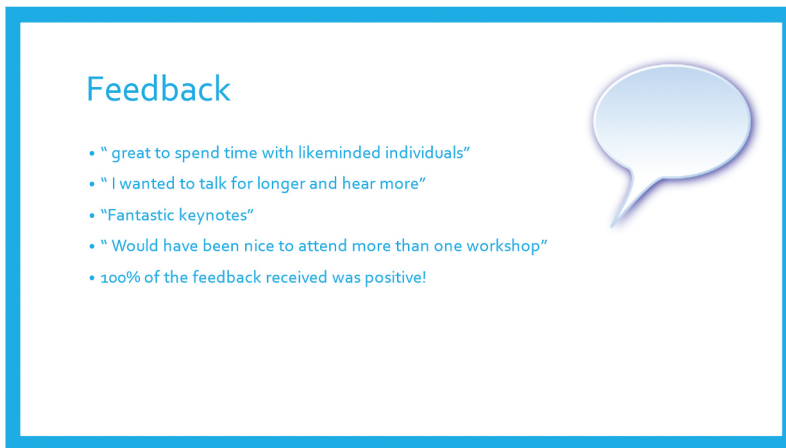 Feedback
• “ great to spend time with likeminded individuals”
• “ I wanted to talk for longer and hear more”
• “Fantastic keynotes”
• “ Would have been nice to attend more than one workshop”
• 100% of the feedback received was positive!